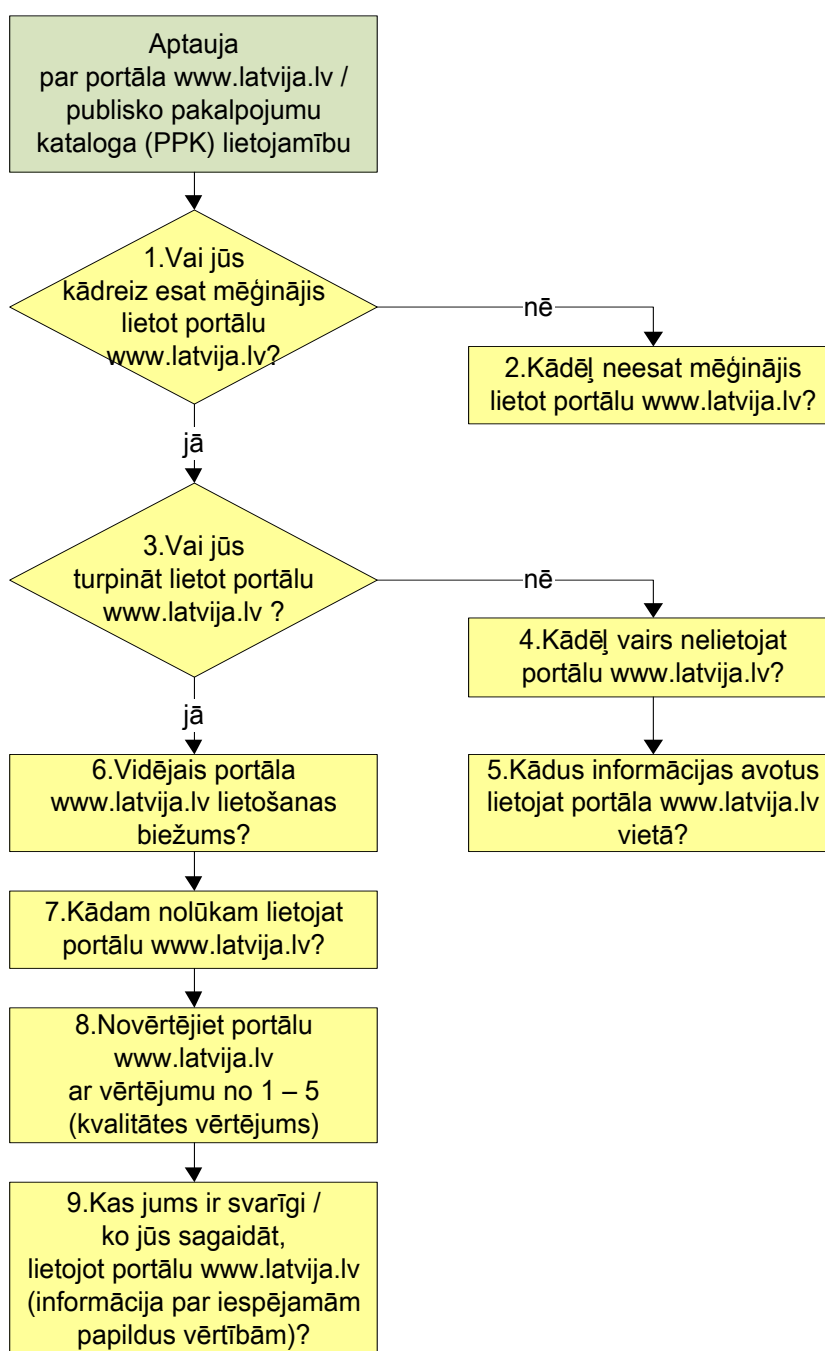 Aptauja
par portāla www.latvija.lv /
publisko pakalpojumu
kataloga (PPK) lietojamību
1.Vai jūs
kādreiz esat mēģinājis
lietot portālu
www.latvija.lv?
nē
2.Kādēļ neesat mēģinājis
lietot portālu www.latvija.lv?
jā
3.Vai jūs
turpināt lietot portālu
www.latvija.lv ?
nē
4.Kādēļ vairs nelietojat
portālu www.latvija.lv?
jā
5.Kādus informācijas avotus
lietojat portāla www.latvija.lv
vietā?
6.Vidējais portāla
www.latvija.lv lietošanas
biežums?
7.Kādam nolūkam lietojat
portālu www.latvija.lv?
8.Novērtējiet portālu
www.latvija.lv
ar vērtējumu no 1 – 5
(kvalitātes vērtējums)
9.Kas jums ir svarīgi /
ko jūs sagaidāt,
lietojot portālu www.latvija.lv
(informācija par iespējamām
papildus vērtībām)?